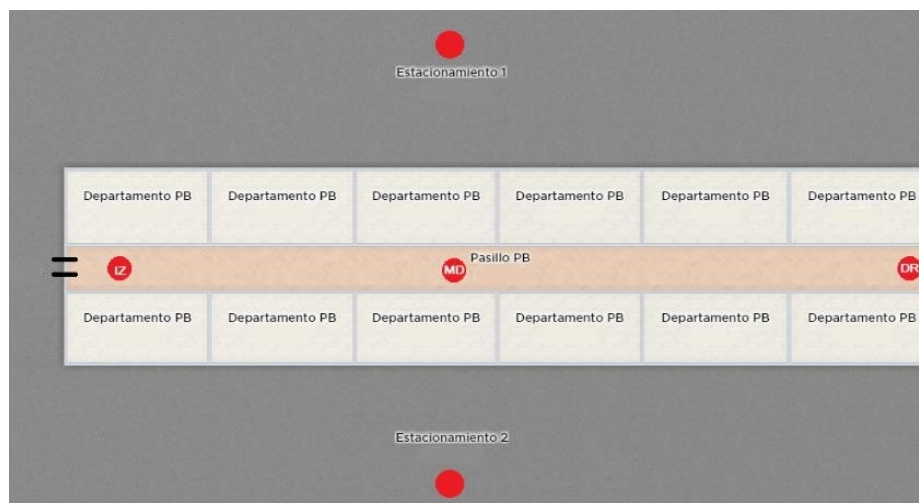 Estacionamiento 1
Departamento PB Departamento PB Departamento PB Departamento PB Departamento PB Departamento PB
IZ MD Pasillo PB DR
Departamento PB Departamento PB Departamento PB Departamento PB Departamento PB Departamento PB
Estacionamiento 2